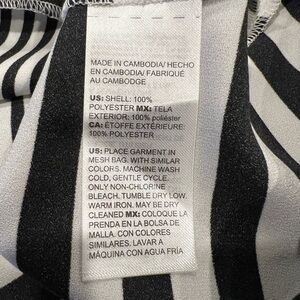 MADE IN CAMBODIA/ HECHO
EN CAMBODIA/ FABRIQUÉ
AU CAMBODGE
US: SHELL: 100%
POLYESTER MX: TELA
EXTERIOR: 100% poliéster
CA: ÉTOFFE EXTÉRIEURE:
100% POLYESTER
US: PLACE GARMENT IN
MESH BAG. WITH SIMILAR
COLORS. MACHINE WASH
COLD, GENTLE CYCLE.
ONLY NON-CHLORINE
BLEACH, TUMBLE DRY LOW
WARM IRON. MAY BE DRY
CLEANED MX: COLOQUE LA
PRENDA EN LA BOLSA DE
MALLA. CON COLORES
SIMILARES. LAVAR A
MÁQUINA CON AGUA FRÍA